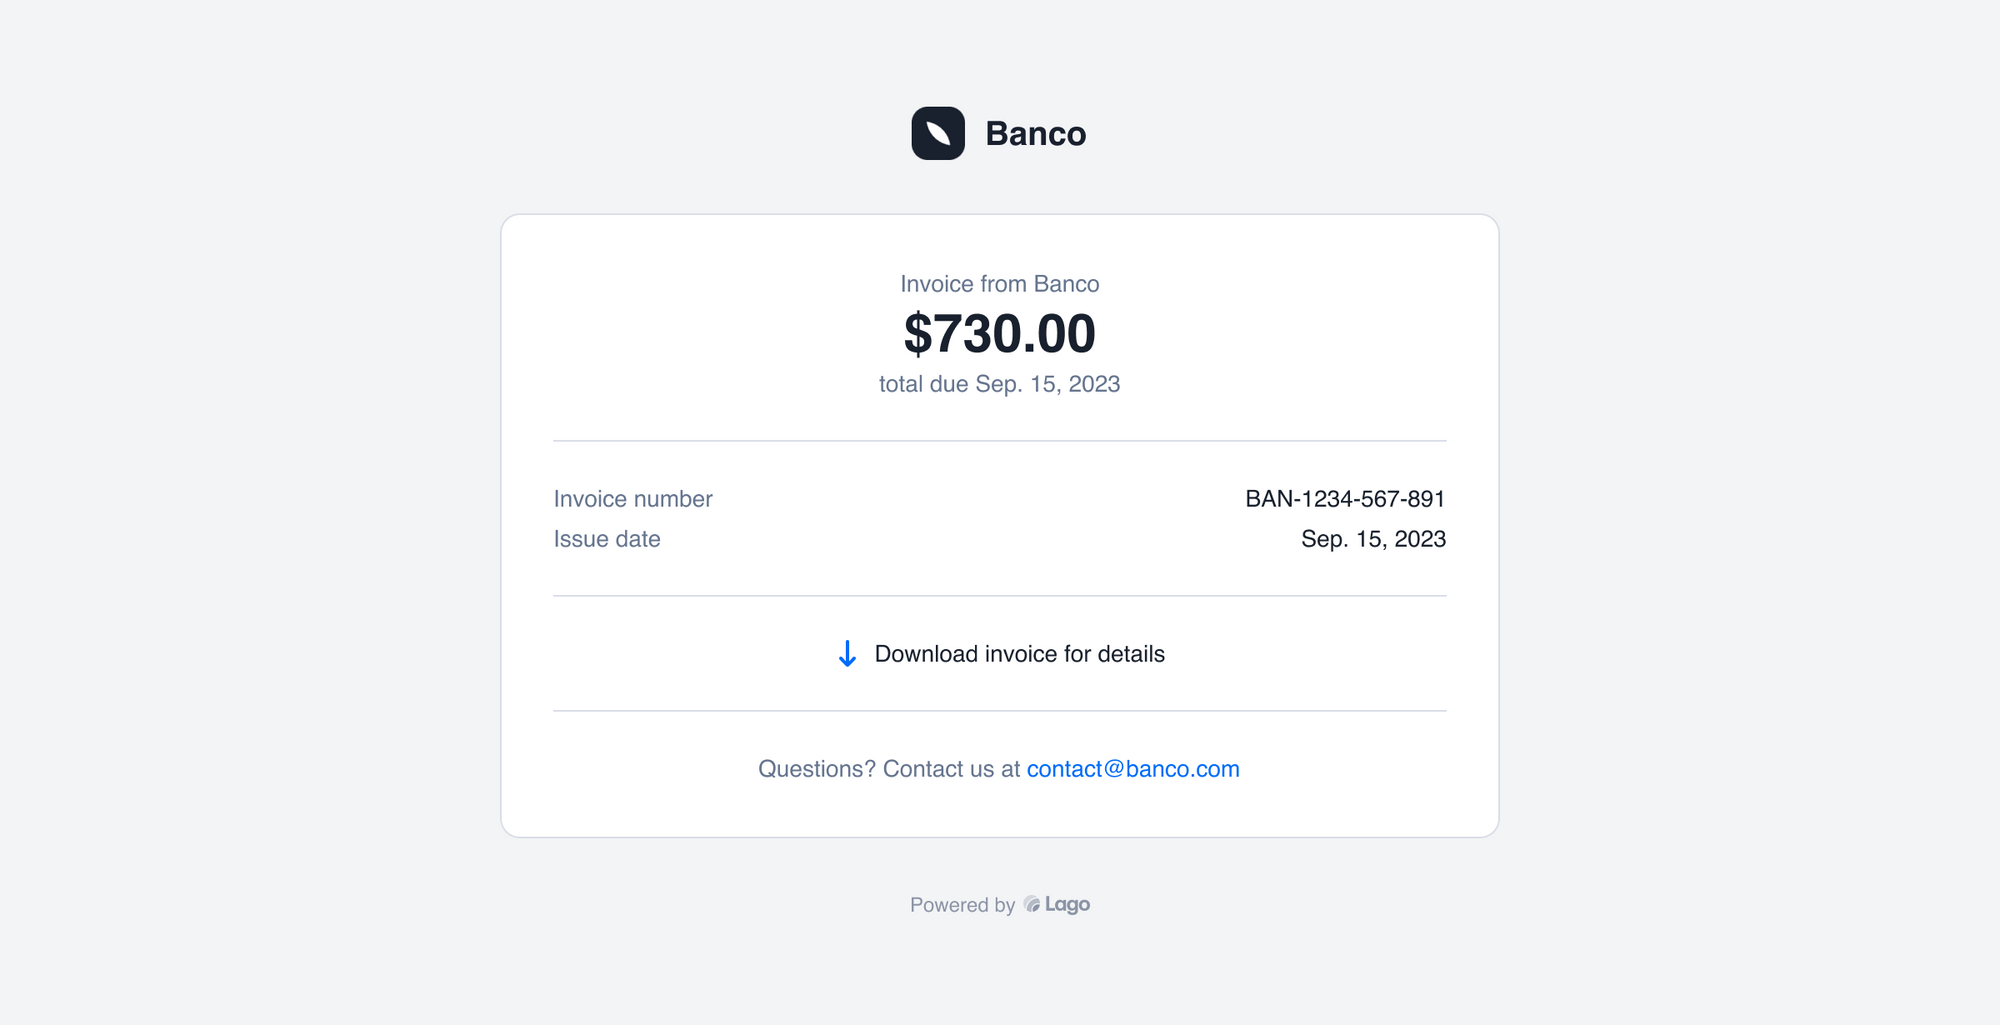 Banco
Invoice from Banco
$730.00
total due Sep. 15, 2023
Invoice number BAN-1234-567-891
Issue date Sep. 15, 2023
Download invoice for details
Questions? Contact us at contact@banco.com
Powered by Lago